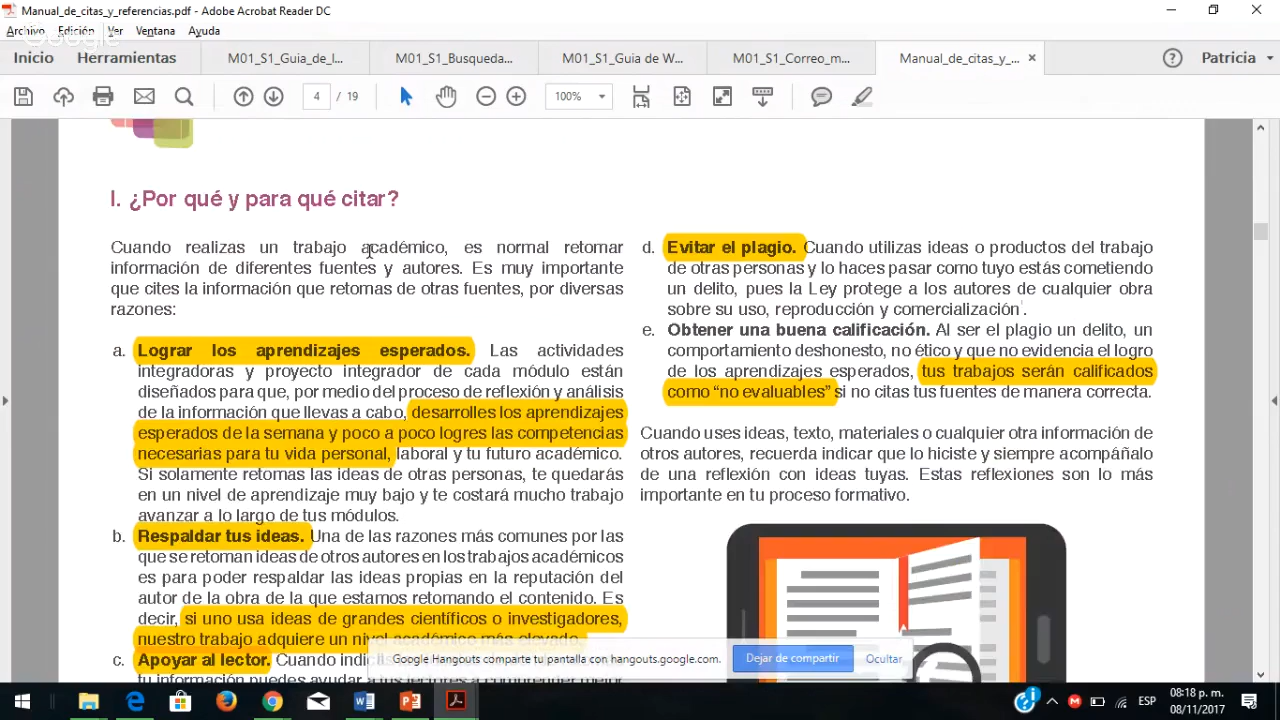 Manual_de_citas_y_referencias.pdf - Adobe Acrobat Reader DC
Archivo Edición Ver Ventana Ayuda
Google
Inicio Herramientas M01_S1_Guia_de_l... M01_S1_Busqueda... M01_S1_Guia de W... M01_S1_Correo_m... Manual_de_citas_y_... Patricia
4 / 19 100%
I. ¿Por qué y para qué citar?
Cuando realizas un trabajo académico, es normal retomar
información de diferentes fuentes y autores. Es muy importante
que cites la información que retomas de otras fuentes, por diversas
razones:
a. Lograr los aprendizajes esperados. Las actividades
integradoras y proyecto integrador de cada módulo están
diseñados para que, por medio del proceso de reflexión y análisis
de la información que llevas a cabo, desarrolles los aprendizajes
esperados de la semana y poco a poco logres las competencias
necesarias para tu vida personal, laboral y tu futuro académico.
Si solamente retomas las ideas de otras personas, te quedarás
en un nivel de aprendizaje muy bajo y te costará mucho trabajo
avanzar a lo largo de tus módulos.
b. Respaldar tus ideas. Una de las razones más comunes por las
que se retoman ideas de otros autores en los trabajos académicos
es para poder respaldar las ideas propias en la reputación del
autor de la obra de la que estamos retomando el contenido. Es
decir, si uno usa ideas de grandes científicos o investigadores,
nuestro trabajo adquiere un nivel académico más elevado.
c. Apoyar al lector. Cuando indic
tu información puedes ayudar a tus lectores a comprender mejor
d. Evitar el plagio. Cuando utilizas ideas o productos del trabajo
de otras personas y lo haces pasar como tuyo estás cometiendo
un delito, pues la Ley protege a los autores de cualquier obra
sobre su uso, reproducción y comercialización¹.
e. Obtener una buena calificación. Al ser el plagio un delito, un
comportamiento deshonesto, no ético y que no evidencia el logro
de los aprendizajes esperados, tus trabajos serán calificados
como “no evaluables” si no citas tus fuentes de manera correcta.
Cuando uses ideas, texto, materiales o cualquier otra información de
otros autores, recuerda indicar que lo hiciste y siempre acompáñalo
de una reflexión con ideas tuyas. Estas reflexiones son lo más
importante en tu proceso formativo.
Google Hangouts comparte tu pantalla con hangouts.google.com. Dejar de compartir Ocultar
ESP 08:18 p. m.
08/11/2017